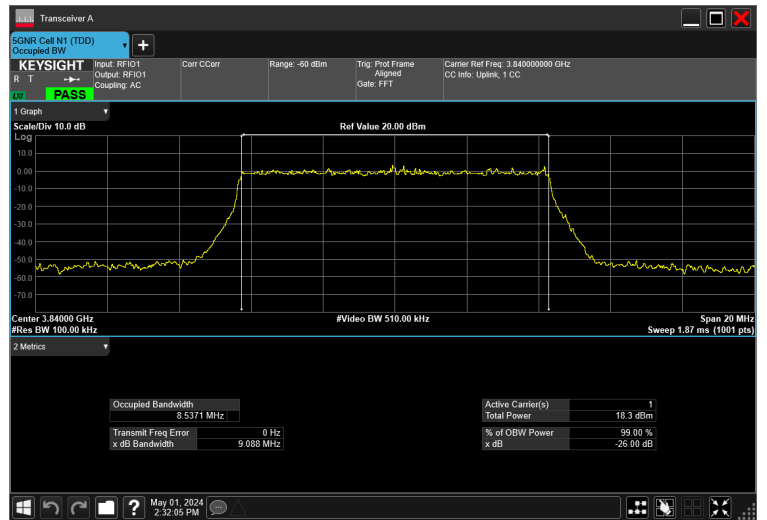 Transceiver A
5GNR Cell N1 (TDD)
Occupied BW
KEYSIGHT Input: RFIO1 Corr CCorr Range: -60 dBm Trig: Prot Frame Carrier Ref Freq: 3.840000000 GHz
R T Output: RFIO1 Aligned CC Info: Uplink, 1 CC
Coupling: AC Gate: FFT
LXI PASS
1 Graph
Scale/Div 10.0 dB Ref Value 20.00 dBm
Log
10.0
0.00
-10.0
-20.0
-30.0
-40.0
-50.0
-60.0
-70.0
Center 3.84000 GHz #Video BW 510.00 kHz Span 20 MHz
#Res BW 100.00 kHz Sweep 1.87 ms (1001 pts)
2 Metrics
Occupied Bandwidth Active Carrier(s) 1
8.5371 MHz Total Power 18.3 dBm
Transmit Freq Error 0 Hz % of OBW Power 99.00 %
x dB Bandwidth 9.088 MHz x dB -26.00 dB
May 01, 2024
2:32:05 PM